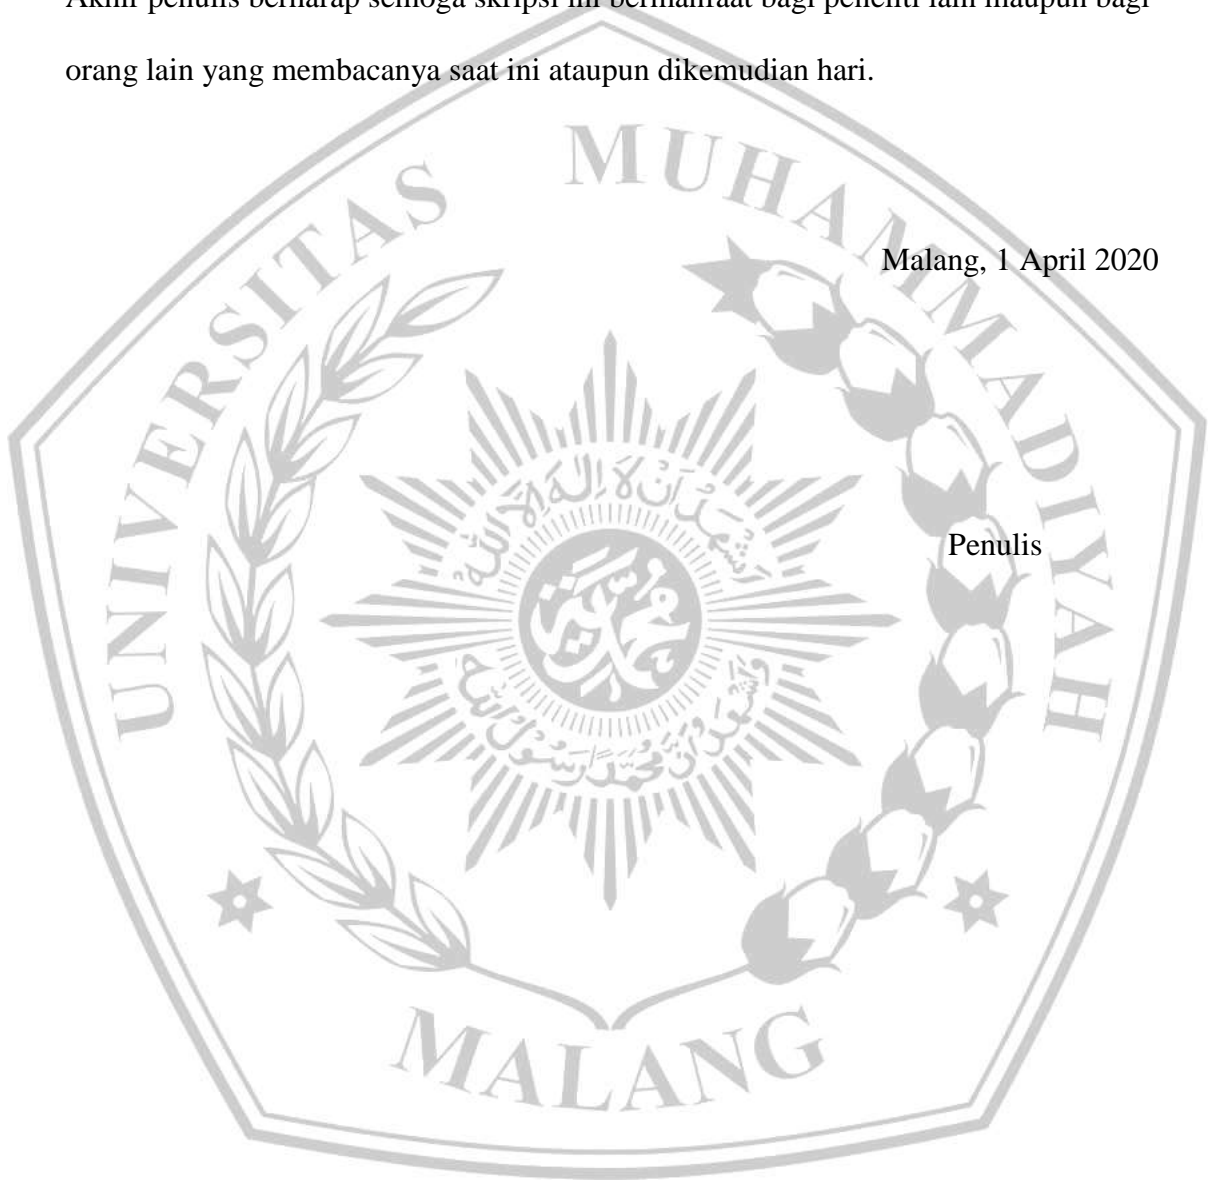 Akhir penulis berharap semoga skripsi ini bermanfaat bagi peneliti lain maupun bagi
orang lain yang membacanya saat ini ataupun dikemudian hari.
UNIVERSITAS MUHAMMADIYAH
Malang, 1 April 2020
Penulis
MALANG